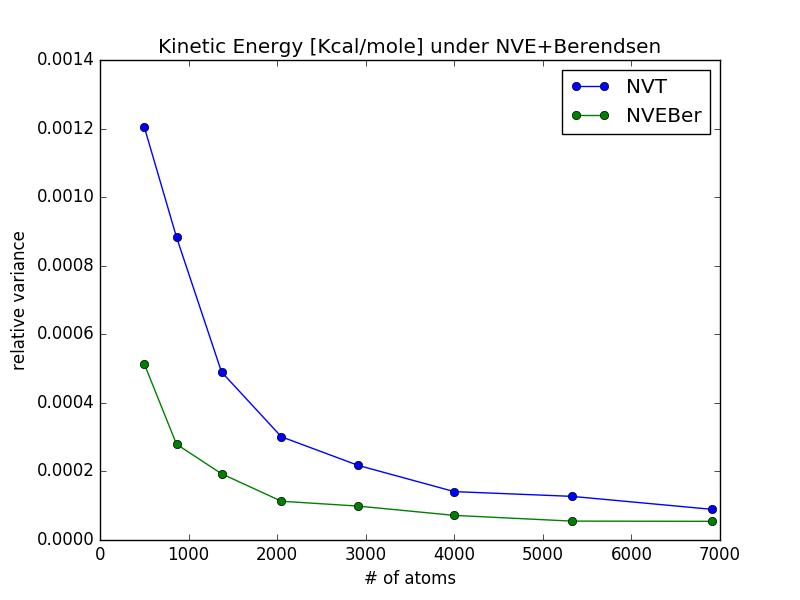 Kinetic Energy [Kcal/mole] under NVE+Berendsen
0.0014
0.0012
0.0010
0.0008
0.0006
0.0004
0.0002
0.0000
relative variance
NVT
NVEBer
0 1000 2000 3000 4000 5000 6000 7000
# of atoms